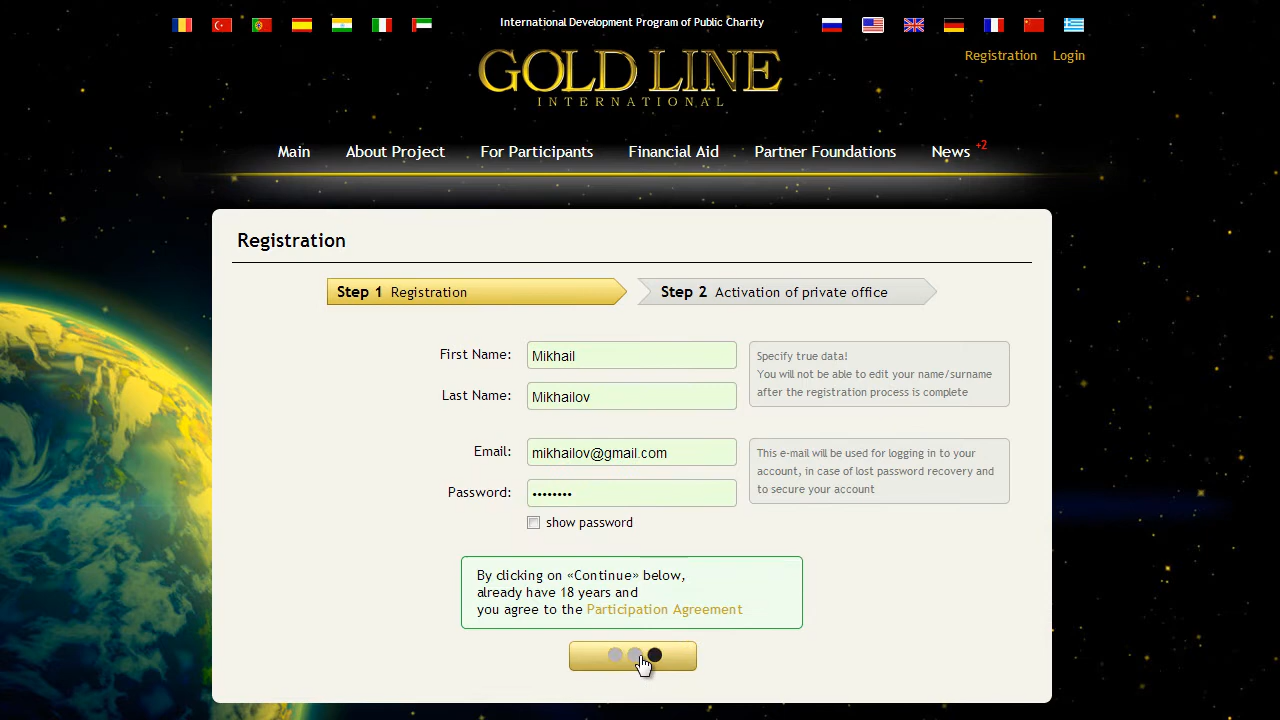 International Development Program of Public Charity
Registration Login
GOLD LINE
INTERNATIONAL
Main About Project For Participants Financial Aid Partner Foundations News +2
Registration
Step 1 Registration
Step 2 Activation of private office
First Name: Mikhail
Specify true data!
You will not be able to edit your name/surname
after the registration process is complete
Last Name: Mikhailov
Email: mikhailov@gmail.com
This e-mail will be used for logging in to your
account, in case of lost password recovery and
to secure your account
Password: ••••••••
show password
By clicking on «Continue» below,
already have 18 years and
you agree to the Participation Agreement